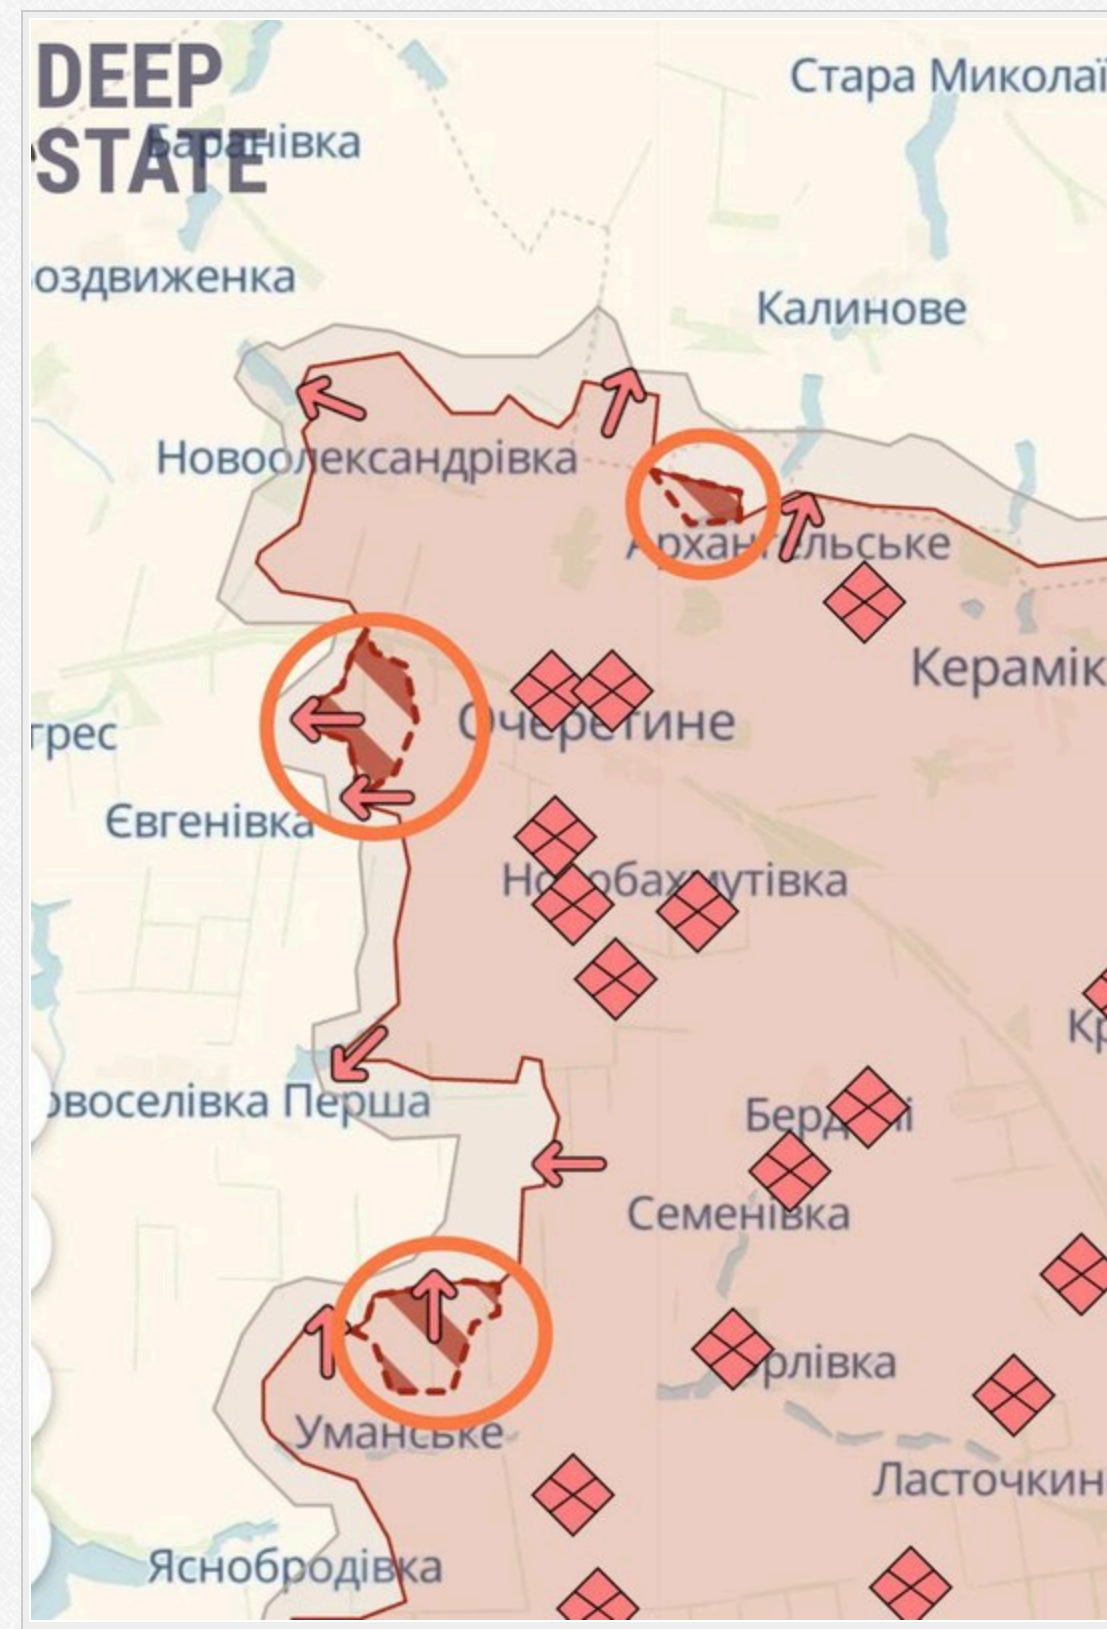 DEEP
STATE
Стара Миколаї
Баранівка
оздвиженка
Калинове
Новоолександрівка
Архангельське
Керамік
Очеретине
грес
Євгенівка
Новобахмутівка
Кр
овоселівка Перша
Бердичі
Семенівка
Орлівка
Уманське
Ласточкин
Яснобродівка